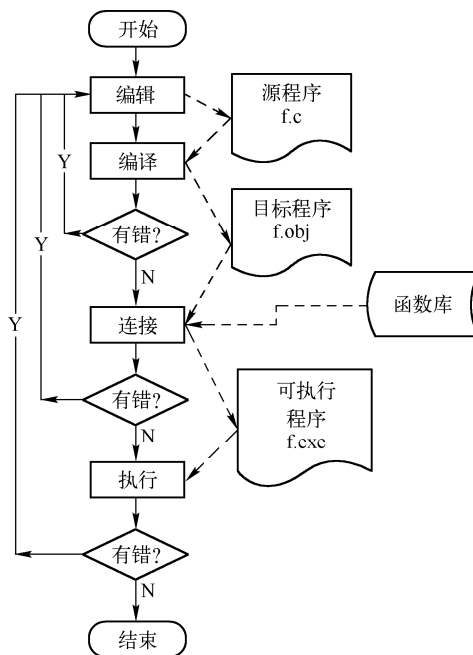 开始
编辑
源程序
f.c
Y
编译
Y
有错?
目标程序
f.obj
N
函数库
连接
Y
有错?
可执行
程序
f.cxc
N
执行
有错?
N
结束